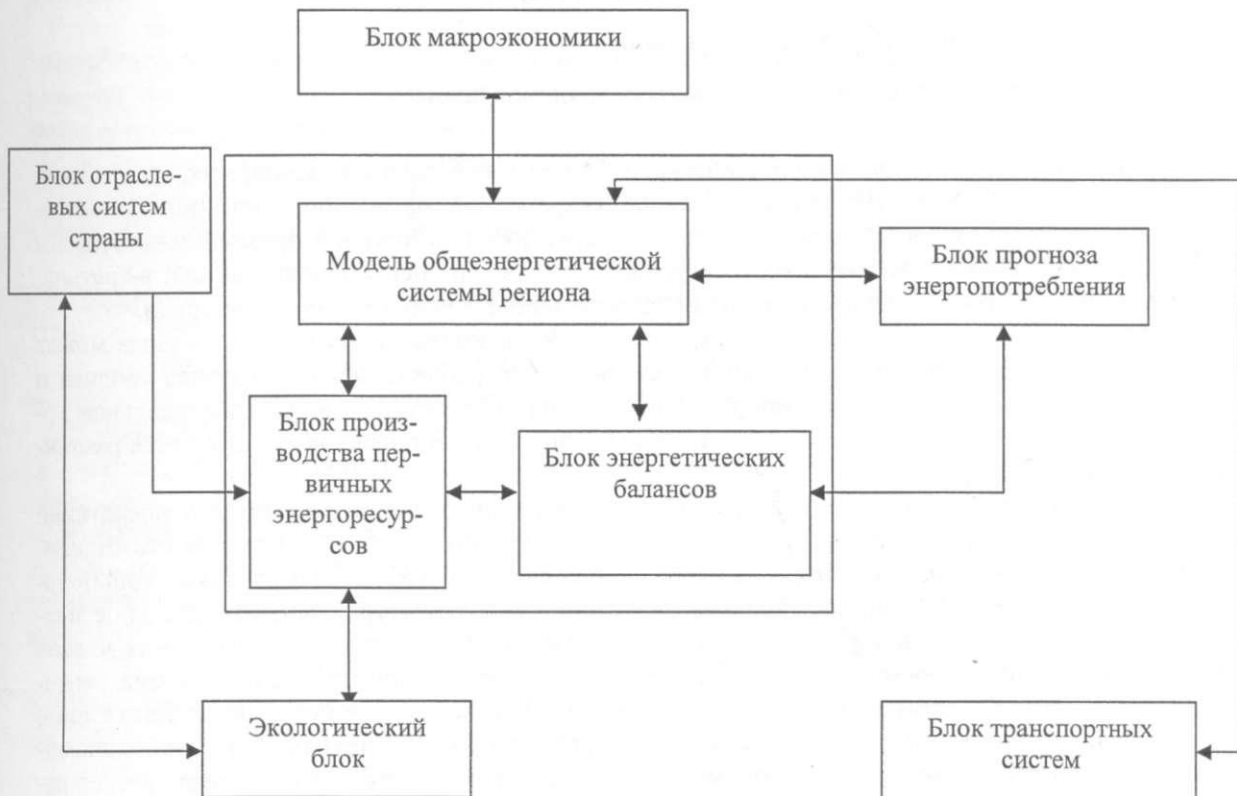 Блок макроэкономики
Блок отрасле-
вых систем
страны
Модель общеэнергетической
системы региона
Блок прогноза
энергопотребления
Блок произ-
водства пер-
вичных
энергоресур-
сов
Блок энергетических
балансов
Экологический
блок
Блок транспортных
систем